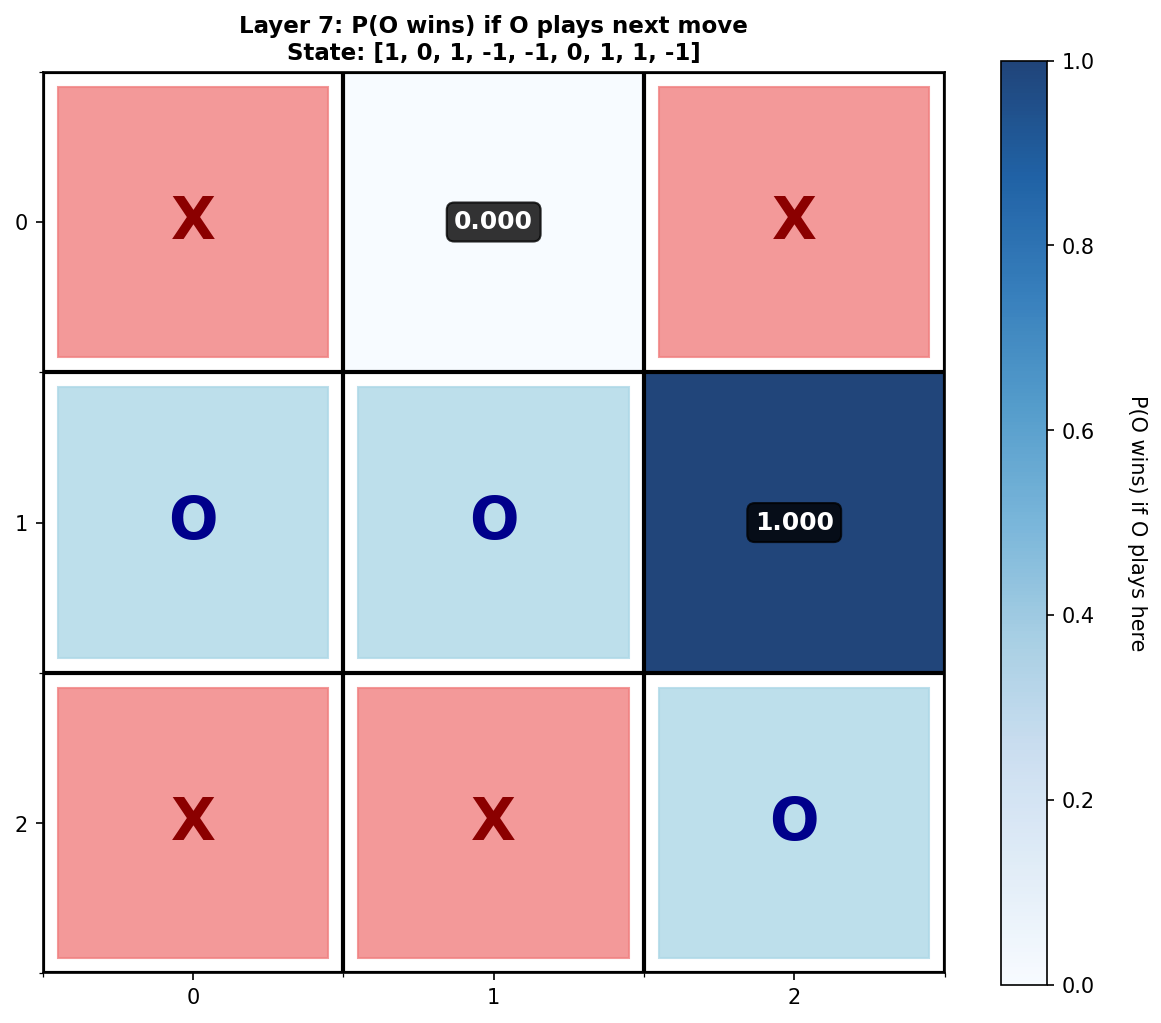 Layer 7: P(O wins) if O plays next move
State: [1, 0, 1, -1, -1, 0, 1, 1, -1]
X 0.000 X
O O 1.000
X X O
0
1
2
0 1 2
1.0
0.8
0.6
0.4
0.2
0.0
P(O wins) if O plays here